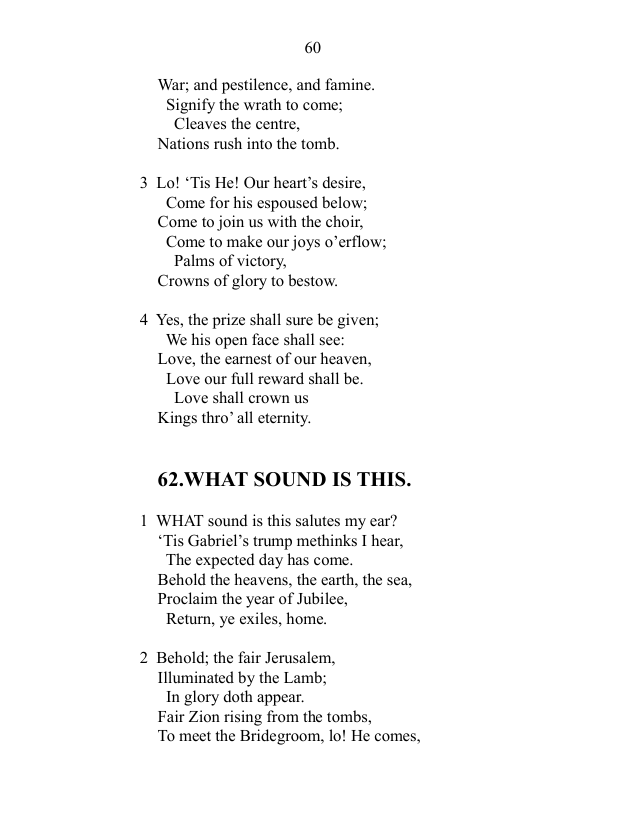 60
War; and pestilence, and famine.
Signify the wrath to come;
Cleaves the centre,
Nations rush into the tomb.
3 Lo! ‘Tis He! Our heart’s desire,
Come for his espoused below;
Come to join us with the choir,
Come to make our joys o’erflow;
Palms of victory,
Crowns of glory to bestow.
4 Yes, the prize shall sure be given;
We his open face shall see:
Love, the earnest of our heaven,
Love our full reward shall be.
Love shall crown us
Kings thro’ all eternity.
62.WHAT SOUND IS THIS.
1 WHAT sound is this salutes my ear?
‘Tis Gabriel’s trump methinks I hear,
The expected day has come.
Behold the heavens, the earth, the sea,
Proclaim the year of Jubilee,
Return, ye exiles, home.
2 Behold; the fair Jerusalem,
Illuminated by the Lamb;
In glory doth appear.
Fair Zion rising from the tombs,
To meet the Bridegroom, lo! He comes,